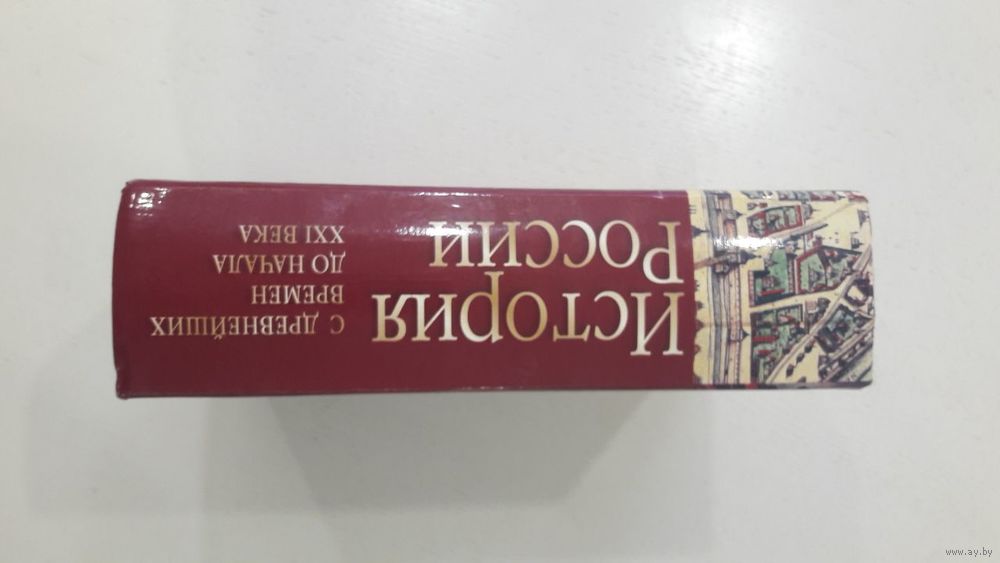 История
России
С ДРЕВНЕЙШИХ
ВРЕМЕН
ДО НАЧАЛА
XXI ВЕКА
www.ay.by